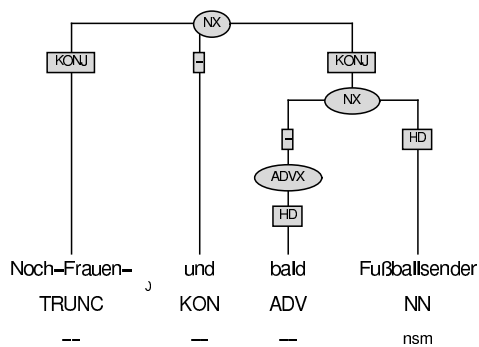 NX
KONJ - KONJ
NX
- HD
ADVX
HD
Noch-Frauen- und bald Fußballsender
J
TRUNC KON ADV NN
-- -- -- nsm